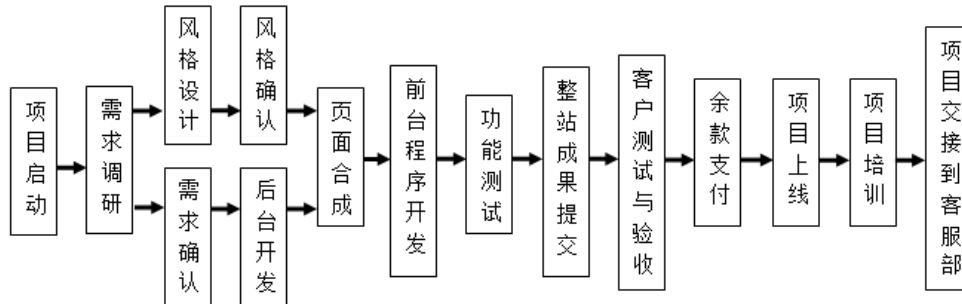 项目启动
需求调研
风格设计
风格确认
需求确认
后台开发
页面合成
前台程序开发
功能测试
整站成果提交
客户测试与验收
余款支付
项目上线
项目培训
项目交接到客服部